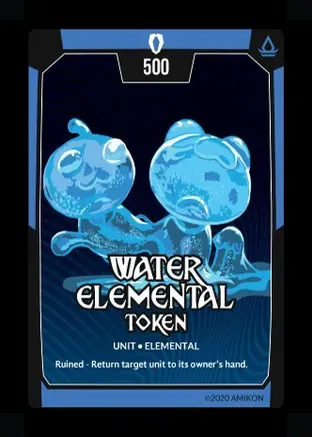 500
WATER
ELEMENTAL
TOKEN
UNIT • ELEMENTAL
Ruined - Return target unit to its owner's hand.
©2020 AMIKON